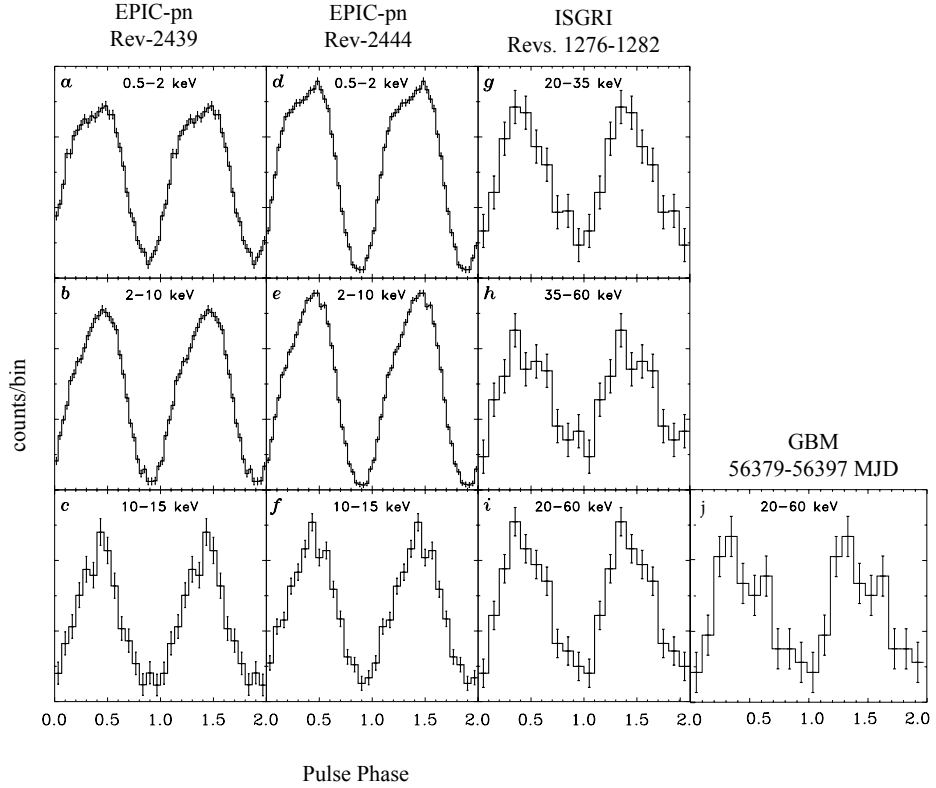 EPIC-pn
Rev-2439
EPIC-pn
Rev-2444
ISGRI
Revs. 1276-1282
a 0.5-2 keV
d 0.5-2 keV
g 20-35 keV
b 2-10 keV
e 2-10 keV
h 35-60 keV
counts/bin
GBM
56379-56397 MJD
c 10-15 keV
f 10-15 keV
i 20-60 keV
j 20-60 keV
0.0 0.5 1.0 1.5 2.0 0.5 1.0 1.5 2.0 0.5 1.0 1.5 2.0 0.5 1.0 1.5 2.0
Pulse Phase